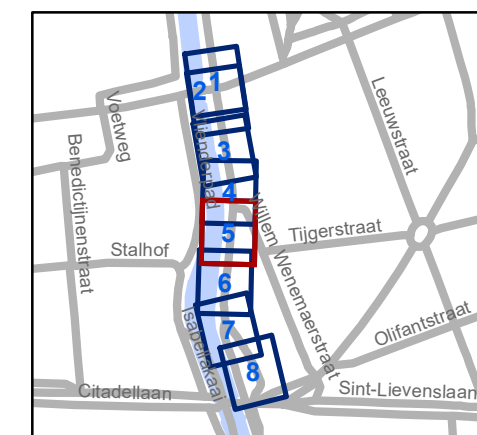 1
2
Voetweg
Leeuwstraat
Vrienderpad
3
Benedictijnenstraat
4
Willem Wenemaerstraat
5
Tijgerstraat
Stalhof
6
Isabellakaai
7
Olifantstraat
8
Citadellaan
Sint-Lievenslaan